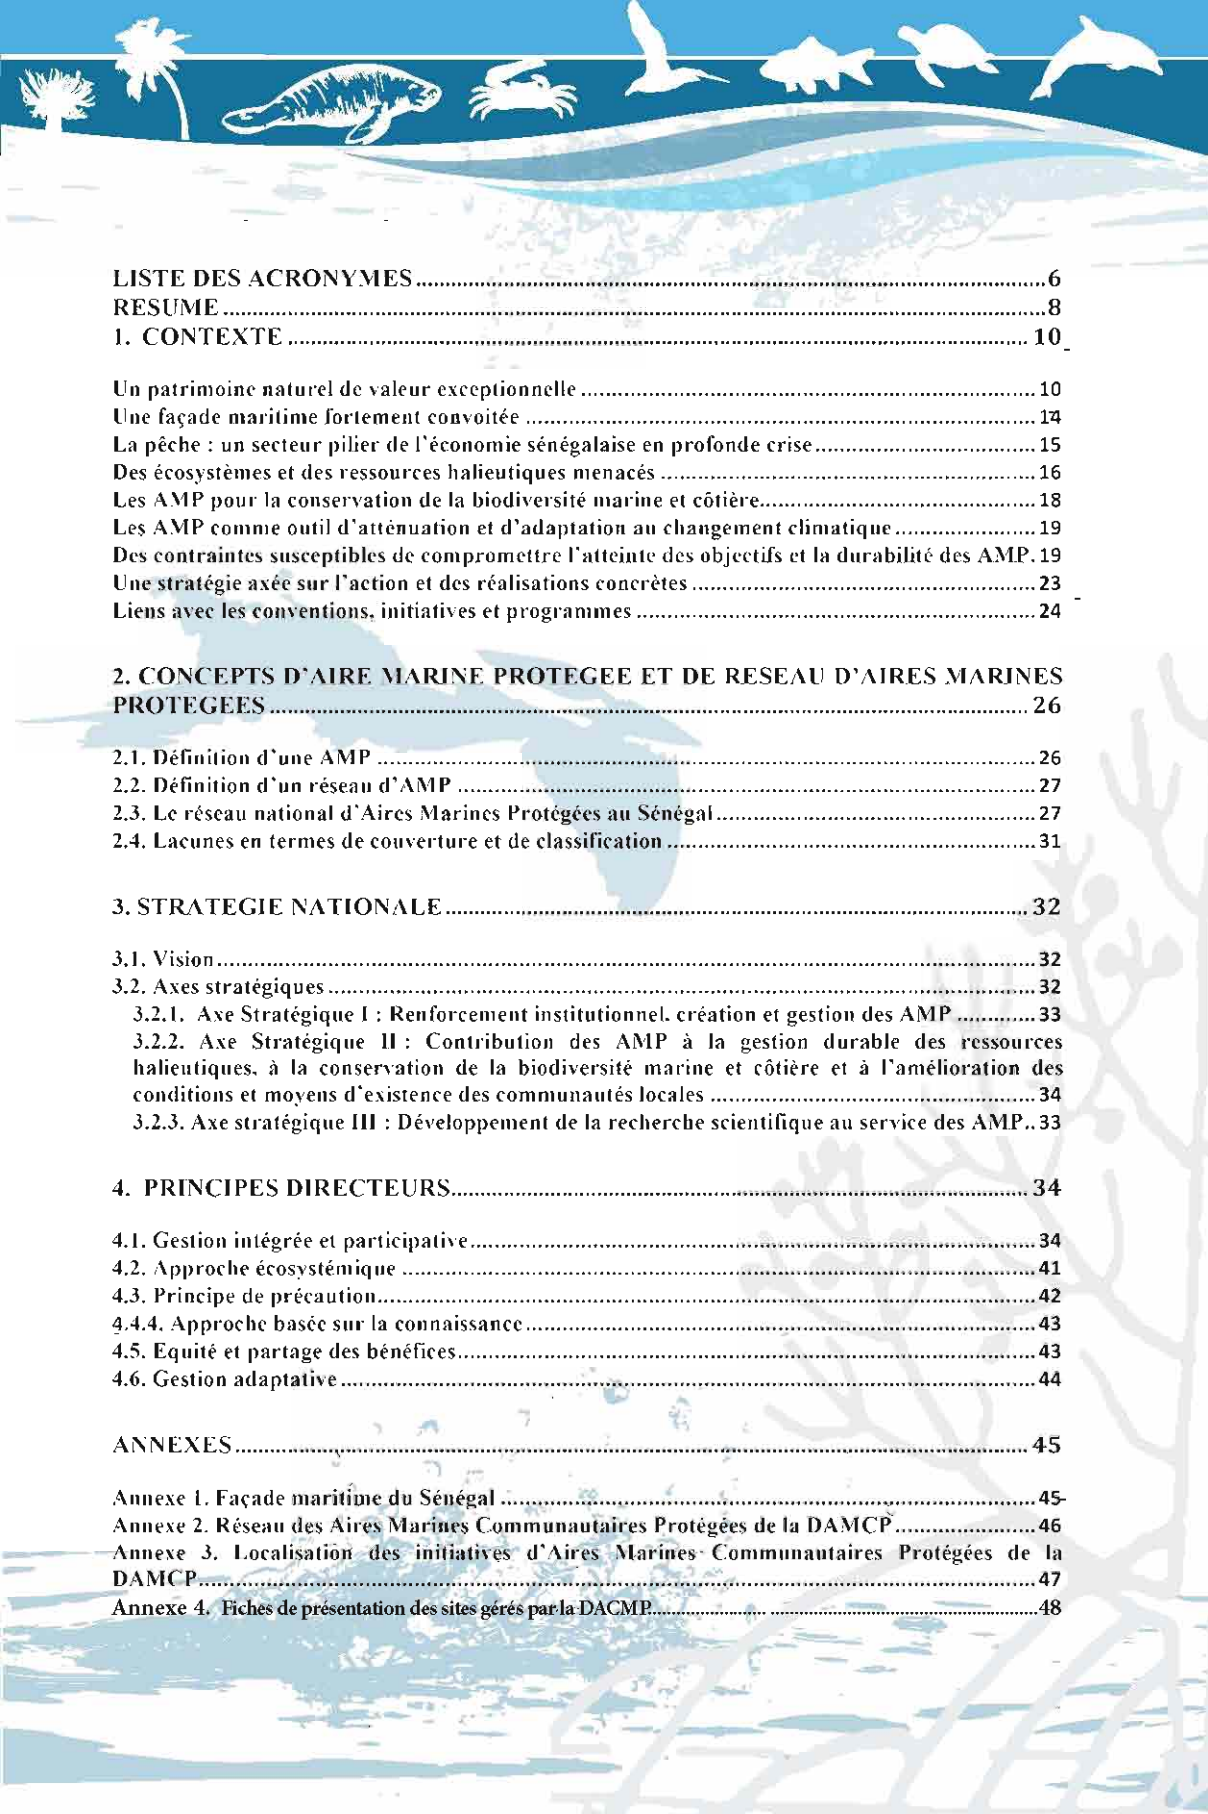 LISTE DES ACRONYMES........6
RESUME........8
1. CONTEXTE........10
Un patrimoine naturel de valeur exceptionnelle........10
Une façade maritime fortement convoitée........14
La pêche : un secteur pilier de l'économie sénégalaise en profonde crise........15
Des écosystèmes et des ressources halieutiques menacés........16
Les AMP pour la conservation de la biodiversité marine et côtière........18
Les AMP comme outil d'atténuation et d'adaptation au changement climatique........19
Des contraintes susceptibles de compromettre l'atteinte des objectifs et la durabilité des AMP.19
Une stratégie axée sur l'action et des réalisations concrètes........23
Liens avec les conventions, initiatives et programmes........24
2. CONCEPTS D'AIRE MARINE PROTEGEE ET DE RESEAU D'AIRES MARINES
PROTEGEES........26
2.1. Définition d'une AMP........26
2.2. Définition d'un réseau d'AMP........27
2.3. Le réseau national d'Aires Marines Protégées au Sénégal........27
2.4. Lacunes en termes de couverture et de classification........31
3. STRATEGIE NATIONALE........32
3.1. Vision........32
3.2. Axes stratégiques........32
3.2.1. Axe Stratégique I : Renforcement institutionnel. création et gestion des AMP........33
3.2.2. Axe Stratégique II : Contribution des AMP à la gestion durable des ressources
halieutiques, à la conservation de la biodiversité marine et côtière et à l'amélioration des
conditions et moyens d'existence des communautés locales........34
3.2.3. Axe stratégique III : Développement de la recherche scientifique au service des AMP..33
4. PRINCIPES DIRECTEURS........34
4.1. Gestion intégrée et participative........34
4.2. Approche écosystémique........41
4.3. Principe de précaution........42
4.4.4. Approche basée sur la connaissance........43
4.5. Equité et partage des bénéfices........43
4.6. Gestion adaptative........44
ANNEXES........45
Annexe 1. Façade maritime du Sénégal........45
Annexe 2. Réseau des Aires Marines Communautaires Protégées de la DAMCP........46
Annexe 3. Localisation des initiatives d'Aires Marines Communautaires Protégées de la
DAMCP........47
Annexe 4. Fiches de présentation des sites gérés par la DACMP........48